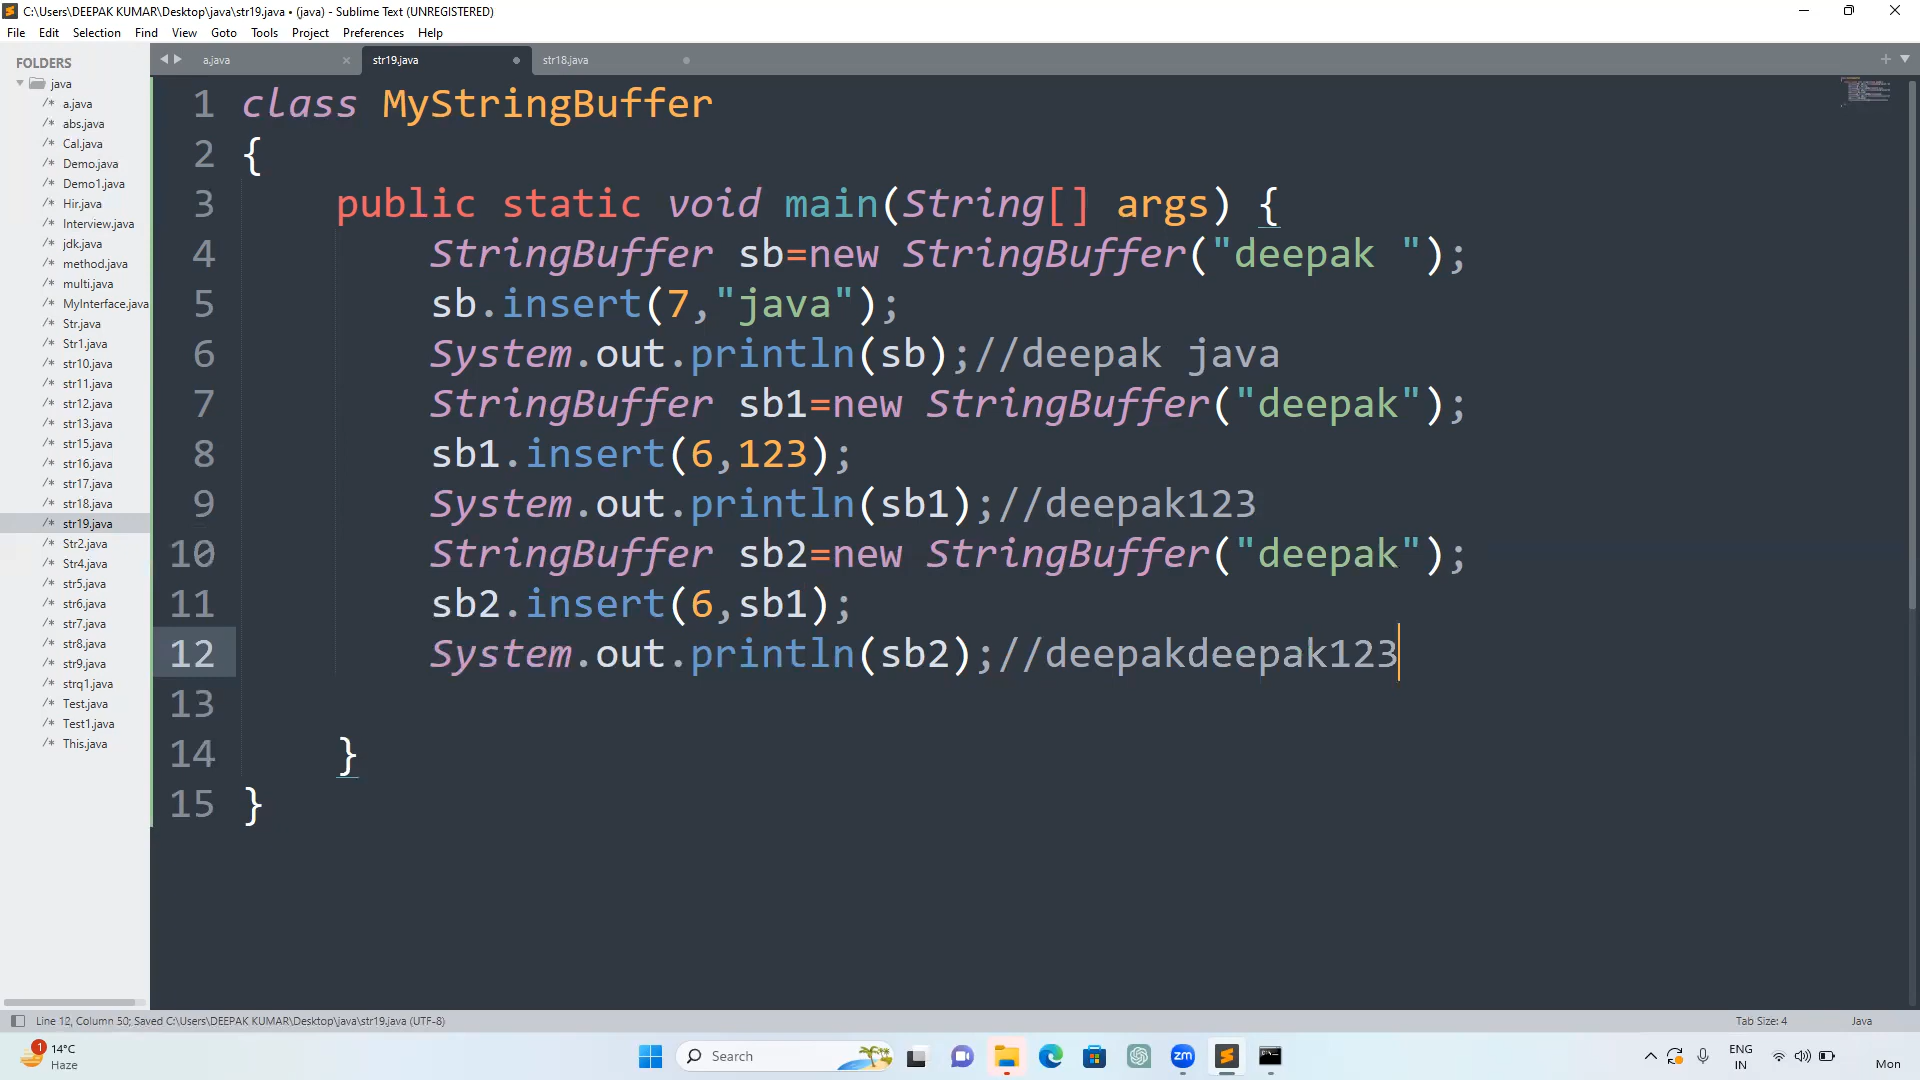 C:\Users\DEEPAK KUMAR\Desktop\java\str19.java • (java) - Sublime Text (UNREGISTERED)
File Edit Selection Find View Goto Tools Project Preferences Help
FOLDERS
java
/* a.java
/* abs.java
/* Cal.java
/* Demo.java
/* Demo1.java
/* Hir.java
/* Interview.java
/* jdk.java
/* method.java
/* multi.java
/* MyInterface.java
/* Str.java
/* Str1.java
/* str10.java
/* str11.java
/* str12.java
/* str13.java
/* str15.java
/* str16.java
/* str17.java
/* str18.java
/* str19.java
/* Str2.java
/* Str4.java
/* str5.java
/* str6.java
/* str7.java
/* str8.java
/* str9.java
/* strq1.java
/* Test.java
/* Test1.java
/* This.java
a.java str19.java str18.java
1 class MyStringBuffer
2 {
3 public static void main(String[] args) {
4 StringBuffer sb=new StringBuffer("deepak ");
5 sb.insert(7,"java");
6 System.out.println(sb);//deepak java
7 StringBuffer sb1=new StringBuffer("deepak");
8 sb1.insert(6,123);
9 System.out.println(sb1);//deepak123
10 StringBuffer sb2=new StringBuffer("deepak");
11 sb2.insert(6,sb1);
12 System.out.println(sb2);//deepakdeepak123
13
14 }
15 }
Line 12, Column 50; Saved C:\Users\DEEPAK KUMAR\Desktop\java\str19.java (UTF-8) Tab Size: 4 Java
1
14°C
Haze
Search
zm
ENG
IN
Mon